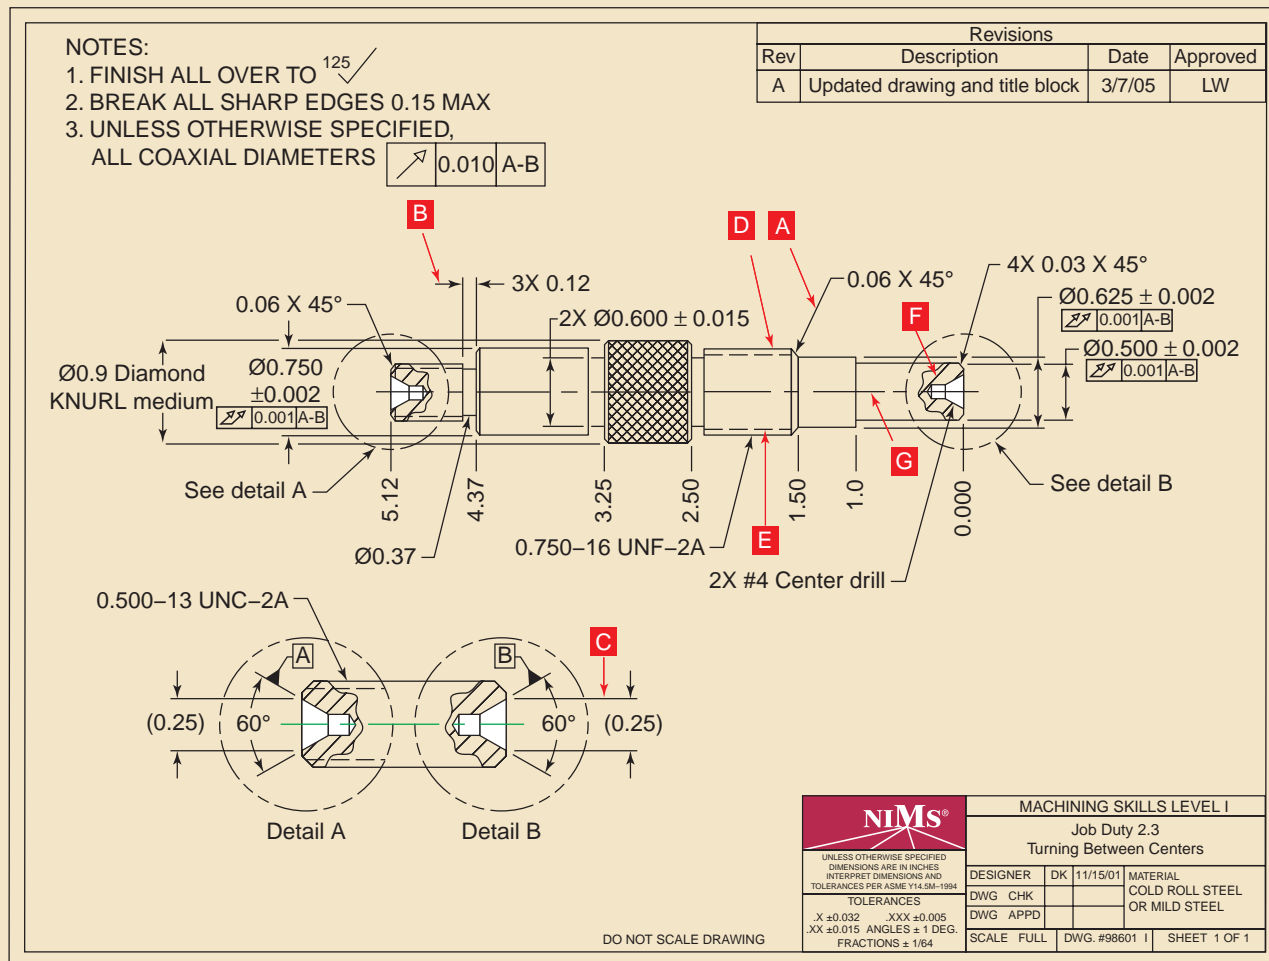 NOTES:
1. FINISH ALL OVER TO 125
2. BREAK ALL SHARP EDGES 0.15 MAX
3. UNLESS OTHERWISE SPECIFIED,
ALL COAXIAL DIAMETERS 0.010 A-B
Revisions
Rev Description Date Approved
A Updated drawing and title block 3/7/05 LW
B
D A
3X 0.12
0.06 X 45°
4X 0.03 X 45°
0.06 X 45°
2X Ø0.600 ± 0.015
F
Ø0.625 ± 0.002
0.001 A-B
Ø0.500 ± 0.002
0.001 A-B
Ø0.9 Diamond
KNURL medium
Ø0.750
±0.002
0.001 A-B
G
See detail A
5.12
4.37
3.25
2.50
1.50
1.0
0.000
See detail B
E
Ø0.37
0.750–16 UNF–2A
2X #4 Center drill
0.500–13 UNC–2A
C
A
B
(0.25) 60° 60° (0.25)
Detail A Detail B
NIMS®
MACHINING SKILLS LEVEL I
Job Duty 2.3
Turning Between Centers
UNLESS OTHERWISE SPECIFIED
DIMENSIONS ARE IN INCHES
INTERPRET DIMENSIONS AND
TOLERANCES PER ASME Y14.5M–1994
TOLERANCES
.X ±0.032 .XXX ±0.005
.XX ±0.015 ANGLES ± 1 DEG.
FRACTIONS ± 1/64
DESIGNER DK 11/15/01
DWG CHK
DWG APPD
MATERIAL
COLD ROLL STEEL
OR MILD STEEL
SCALE FULL DWG. #98601 I SHEET 1 OF 1
DO NOT SCALE DRAWING